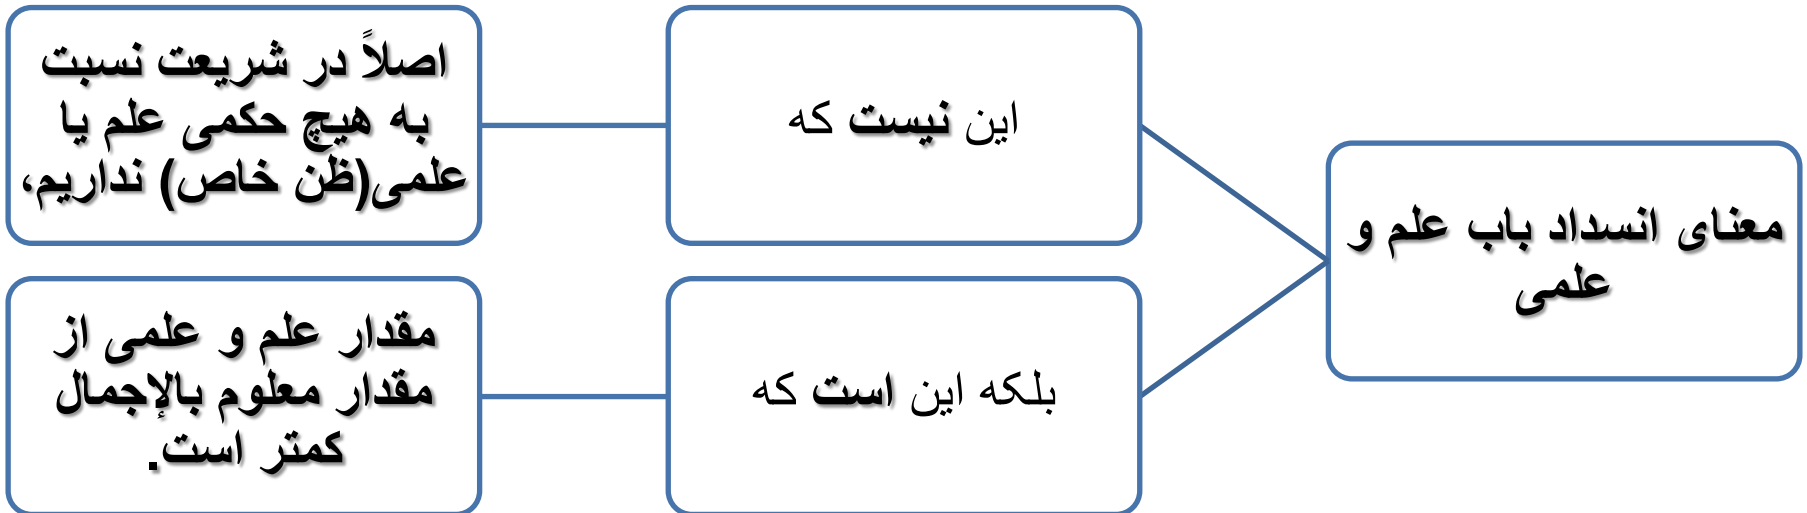 معنای انسداد باب علم و
علمی
این نیست که
اصلاً در شریعت نسبت
به هیچ حکمی علم یا
علمی(ظن خاص) نداریم،
بلکه این است که
مقدار علم و علمی از
مقدار معلوم بالإجمال
کمتر است.